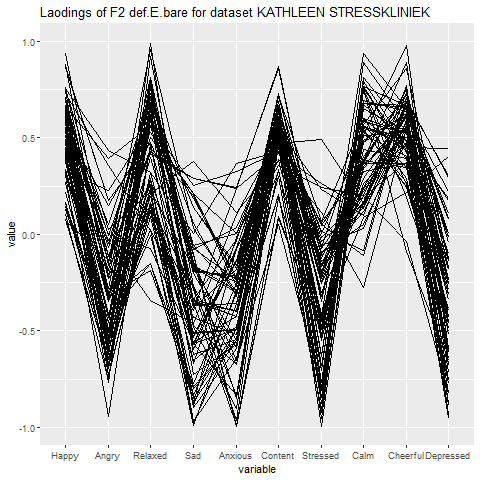 Laodings of F2 def.E.bare for dataset KATHLEEN STRESSKLINIEK
1.0
0.5
0.0
-0.5
-1.0
value
Happy Angry Relaxed Sad Anxious Content Stressed Calm Cheerful Depressed
variable